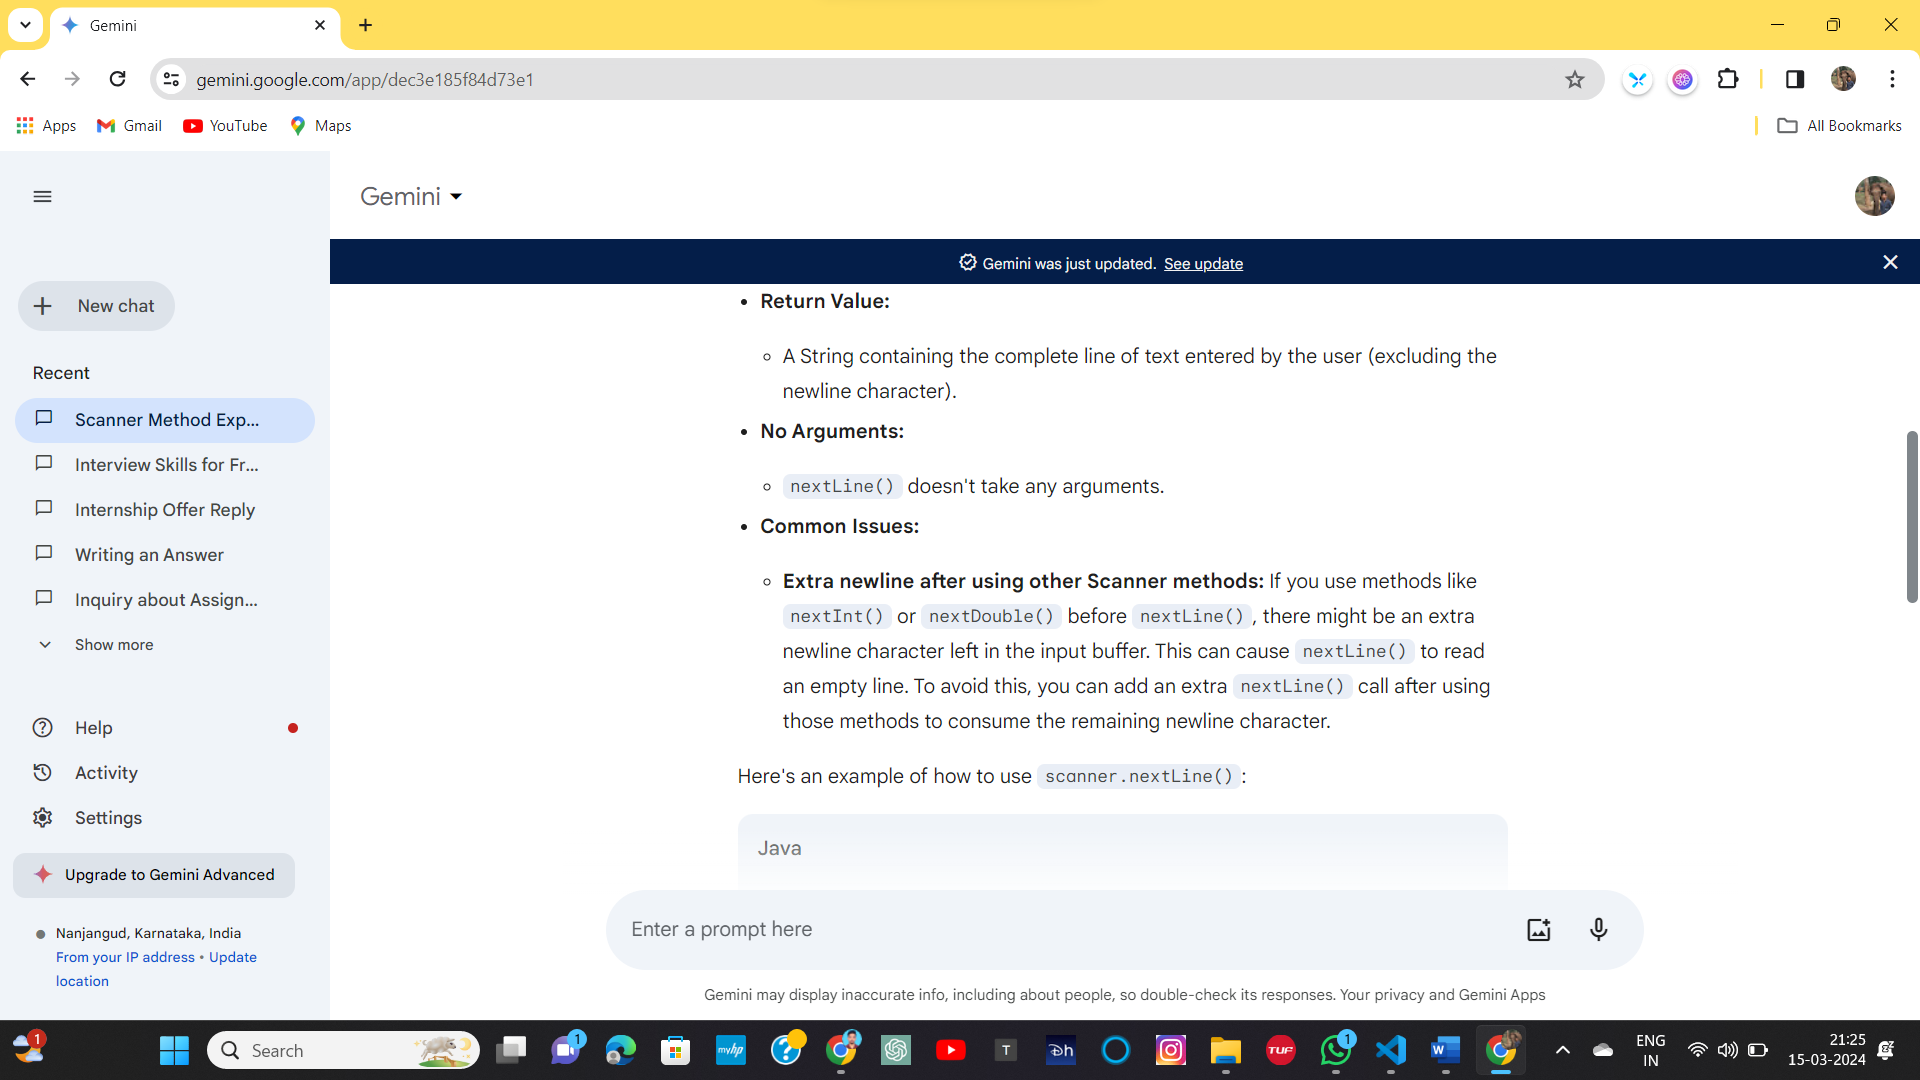 Gemini
gemini.google.com/app/dec3e185f84d73e1
Apps
Gmail
YouTube
Maps
All Bookmarks
Gemini
Gemini was just updated. See update
New chat
Recent
Scanner Method Exp...
Interview Skills for Fr...
Internship Offer Reply
Writing an Answer
Inquiry about Assign...
Show more
Help
Activity
Settings
Upgrade to Gemini Advanced
Nanjangud, Karnataka, India
From your IP address • Update
location
• Return Value:
A String containing the complete line of text entered by the user (excluding the
newline character).
• No Arguments:
nextLine() doesn't take any arguments.
• Common Issues:
Extra newline after using other Scanner methods: If you use methods like
nextInt() or nextDouble() before nextLine(), there might be an extra
newline character left in the input buffer. This can cause nextLine() to read
an empty line. To avoid this, you can add an extra nextLine() call after using
those methods to consume the remaining newline character.
Here's an example of how to use scanner.nextLine():
Java
Enter a prompt here
Gemini may display inaccurate info, including about people, so double-check its responses. Your privacy and Gemini Apps
1
Search
1
myhp
T
Dh
TUF
1
W
ENG
IN
21:25
15-03-2024